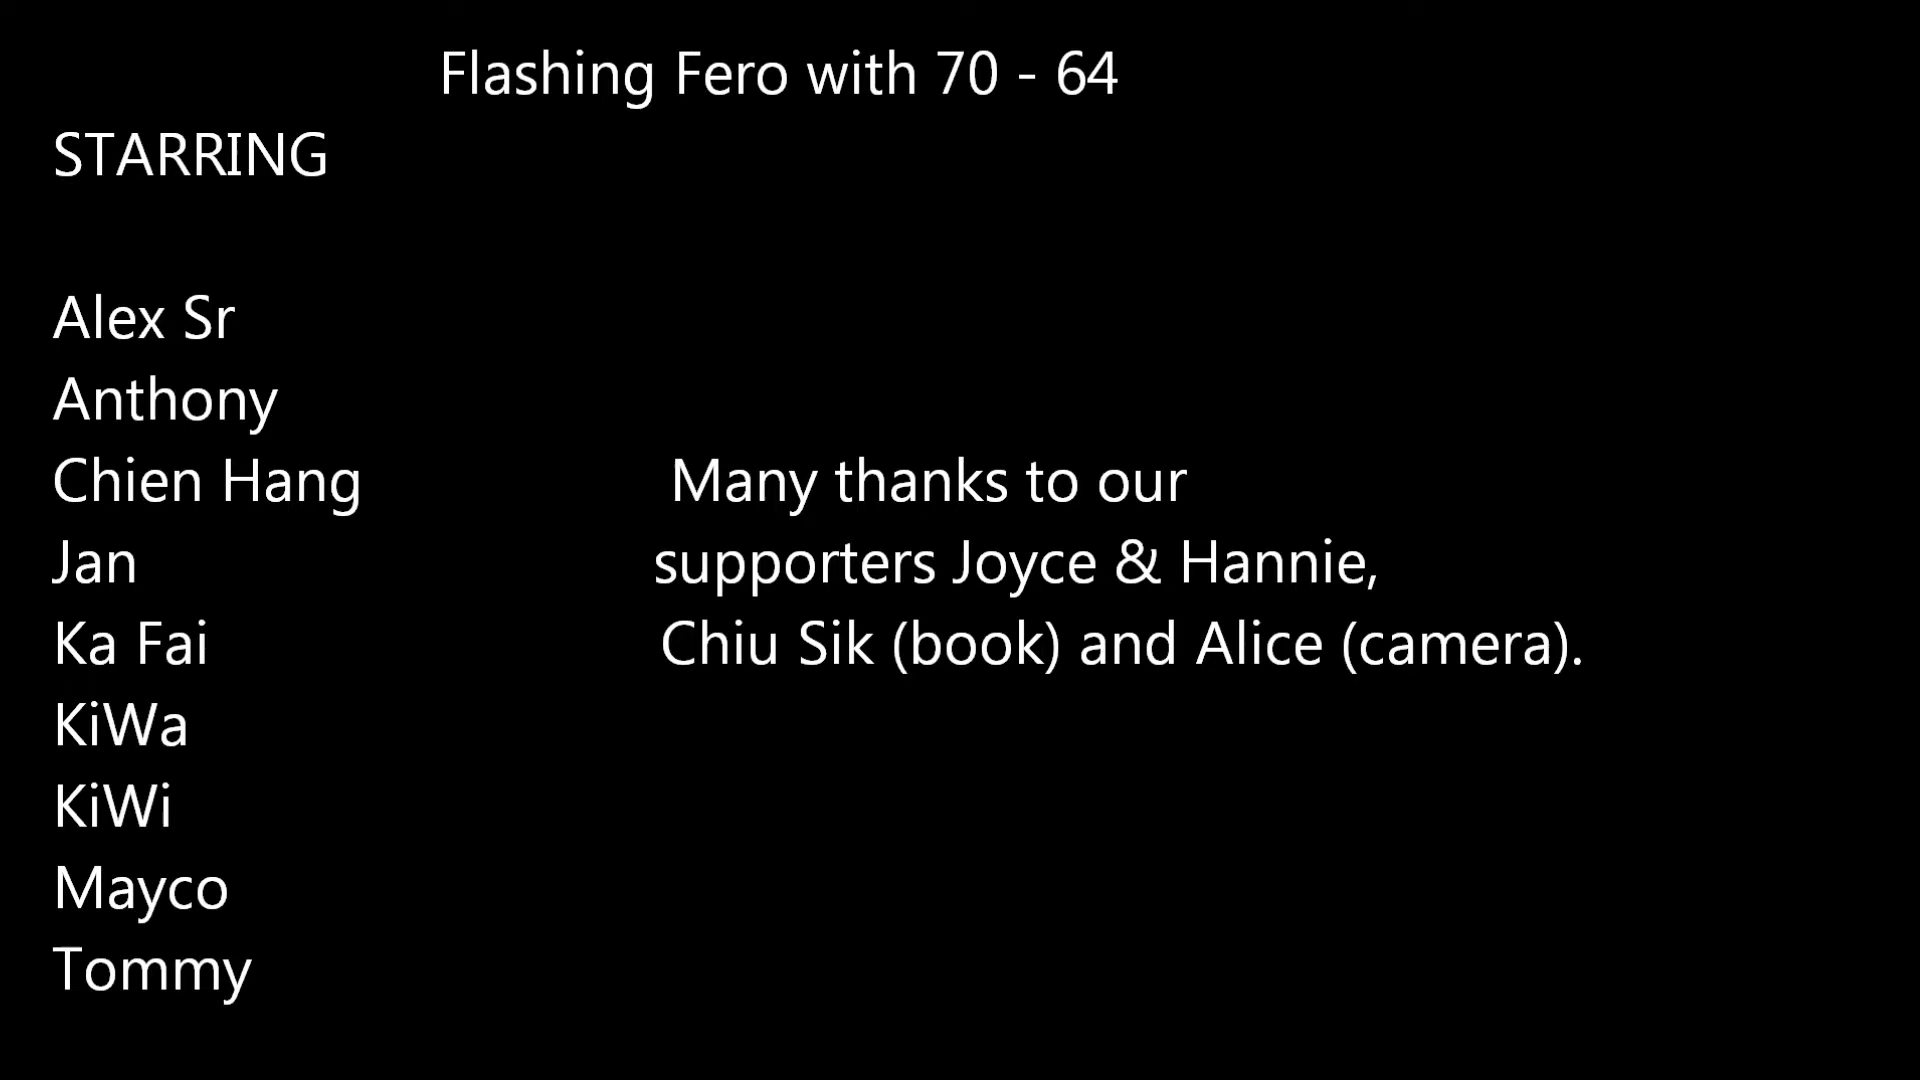 Flashing Fero with 70 - 64
STARRING
Alex Sr
Anthony
Chien Hang
Jan
Ka Fai
KiWa
KiWi
Mayco
Tommy
Many thanks to our
supporters Joyce & Hannie,
Chiu Sik (book) and Alice (camera).